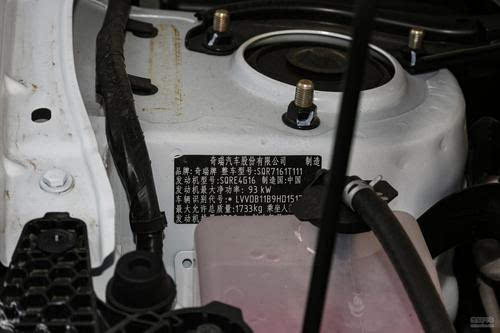 奇瑞汽车股份有限公司 制造
品牌: 奇瑞牌 整车型号:SQR7161T111
发动机型号:SQRE4G16 制造国:中国
发动机最大净功率: 93 kW
车辆识别代号:*LVVDB11B9HD151
最大允许总质量:1733kg 乘坐人